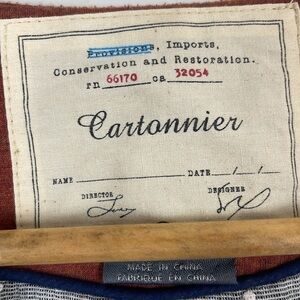 Provisions, Imports,
Conservation and Restoration.
rn 66170 ca 32054
Cartonnier
NAME DATE / /
DIRECTOR DESIGNER
MADE IN CHINA
FABRIQUÉ EN CHINA